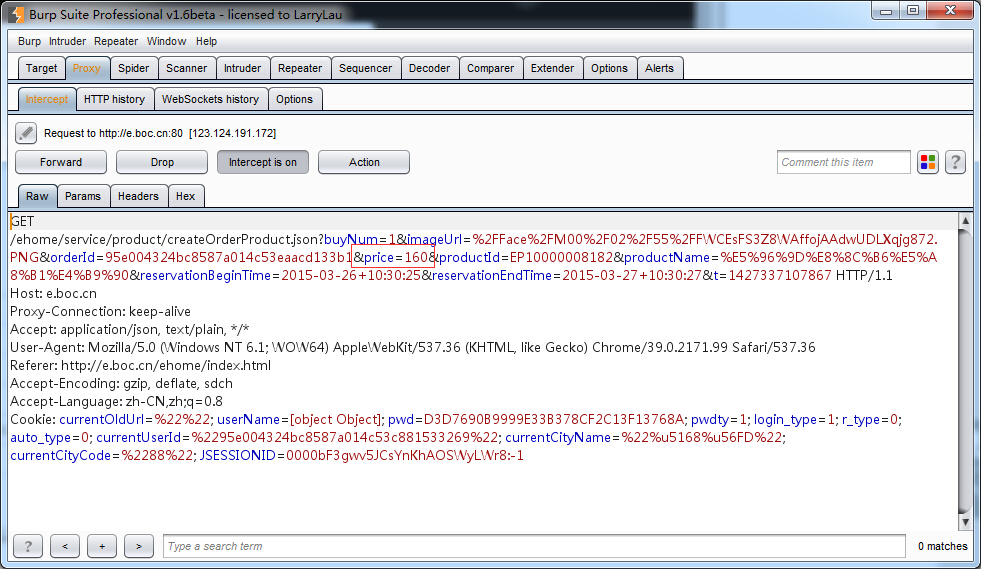 Burp Suite Professional v1.6beta - licensed to LarryLau
Burp Intruder Repeater Window Help
Target Proxy Spider Scanner Intruder Repeater Sequencer Decoder Comparer Extender Options Alerts
Intercept HTTP history WebSockets history Options
Request to http://e.boc.cn:80 [123.124.191.172]
Forward Drop Intercept is on Action Comment this item ?
Raw Params Headers Hex
GET
/ehome/service/product/createOrderProduct.json?buyNum=1&imageUrl=%2FFace%2FM00%2F02%2F55%2FFWCEsFS3Z8WAffojAAdwUDLXqjg872.
PNG&orderId=95e004324bc8587a014c53eaacd133b1&price=160&productId=EP10000008182&productName=%E5%96%9D%E8%8C%B6%E5%A
8%B1%E4%B9%90&reservationBeginTime=2015-03-26+10:30:25&reservationEndTime=2015-03-27+10:30:27&t=1427337107867 HTTP/1.1
Host: e.boc.cn
Proxy-Connection: keep-alive
Accept: application/json, text/plain, */*
User-Agent: Mozilla/5.0 (Windows NT 6.1; WOW64) AppleWebKit/537.36 (KHTML, like Gecko) Chrome/39.0.2171.99 Safari/537.36
Referer: http://e.boc.cn/ehome/index.html
Accept-Encoding: gzip, deflate, sdch
Accept-Language: zh-CN,zh;q=0.8
Cookie: currentOldUrl=%22%22; userName=[object Object]; pwd=D3D7690B9999E33B378CF2C13F13768A; pwdty=1; login_type=1; r_type=0;
auto_type=0; currentUserId=%2295e004324bc8587a014c53c881533269%22; currentCityName=%22%u5168%u56FD%22;
currentCityCode=%2288%22; JSESSIONID=0000bF3gwv5JCsYnKhAOSWyLWr8:-1
? < + > Type a search term 0 matches